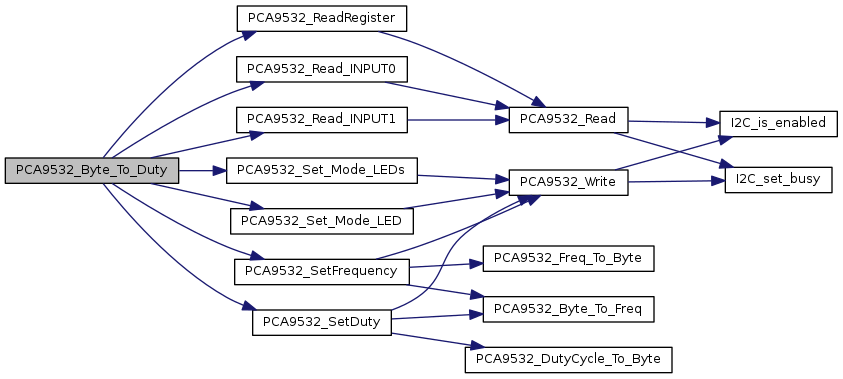 PCA9532_ReadRegister
PCA9532_Read_INPUT0
PCA9532_Read_INPUT1
PCA9532_Read
I2C_is_enabled
PCA9532_Byte_To_Duty
PCA9532_Set_Mode_LEDs
PCA9532_Write
I2C_set_busy
PCA9532_Set_Mode_LED
PCA9532_SetFrequency
PCA9532_Freq_To_Byte
PCA9532_SetDuty
PCA9532_Byte_To_Freq
PCA9532_DutyCycle_To_Byte